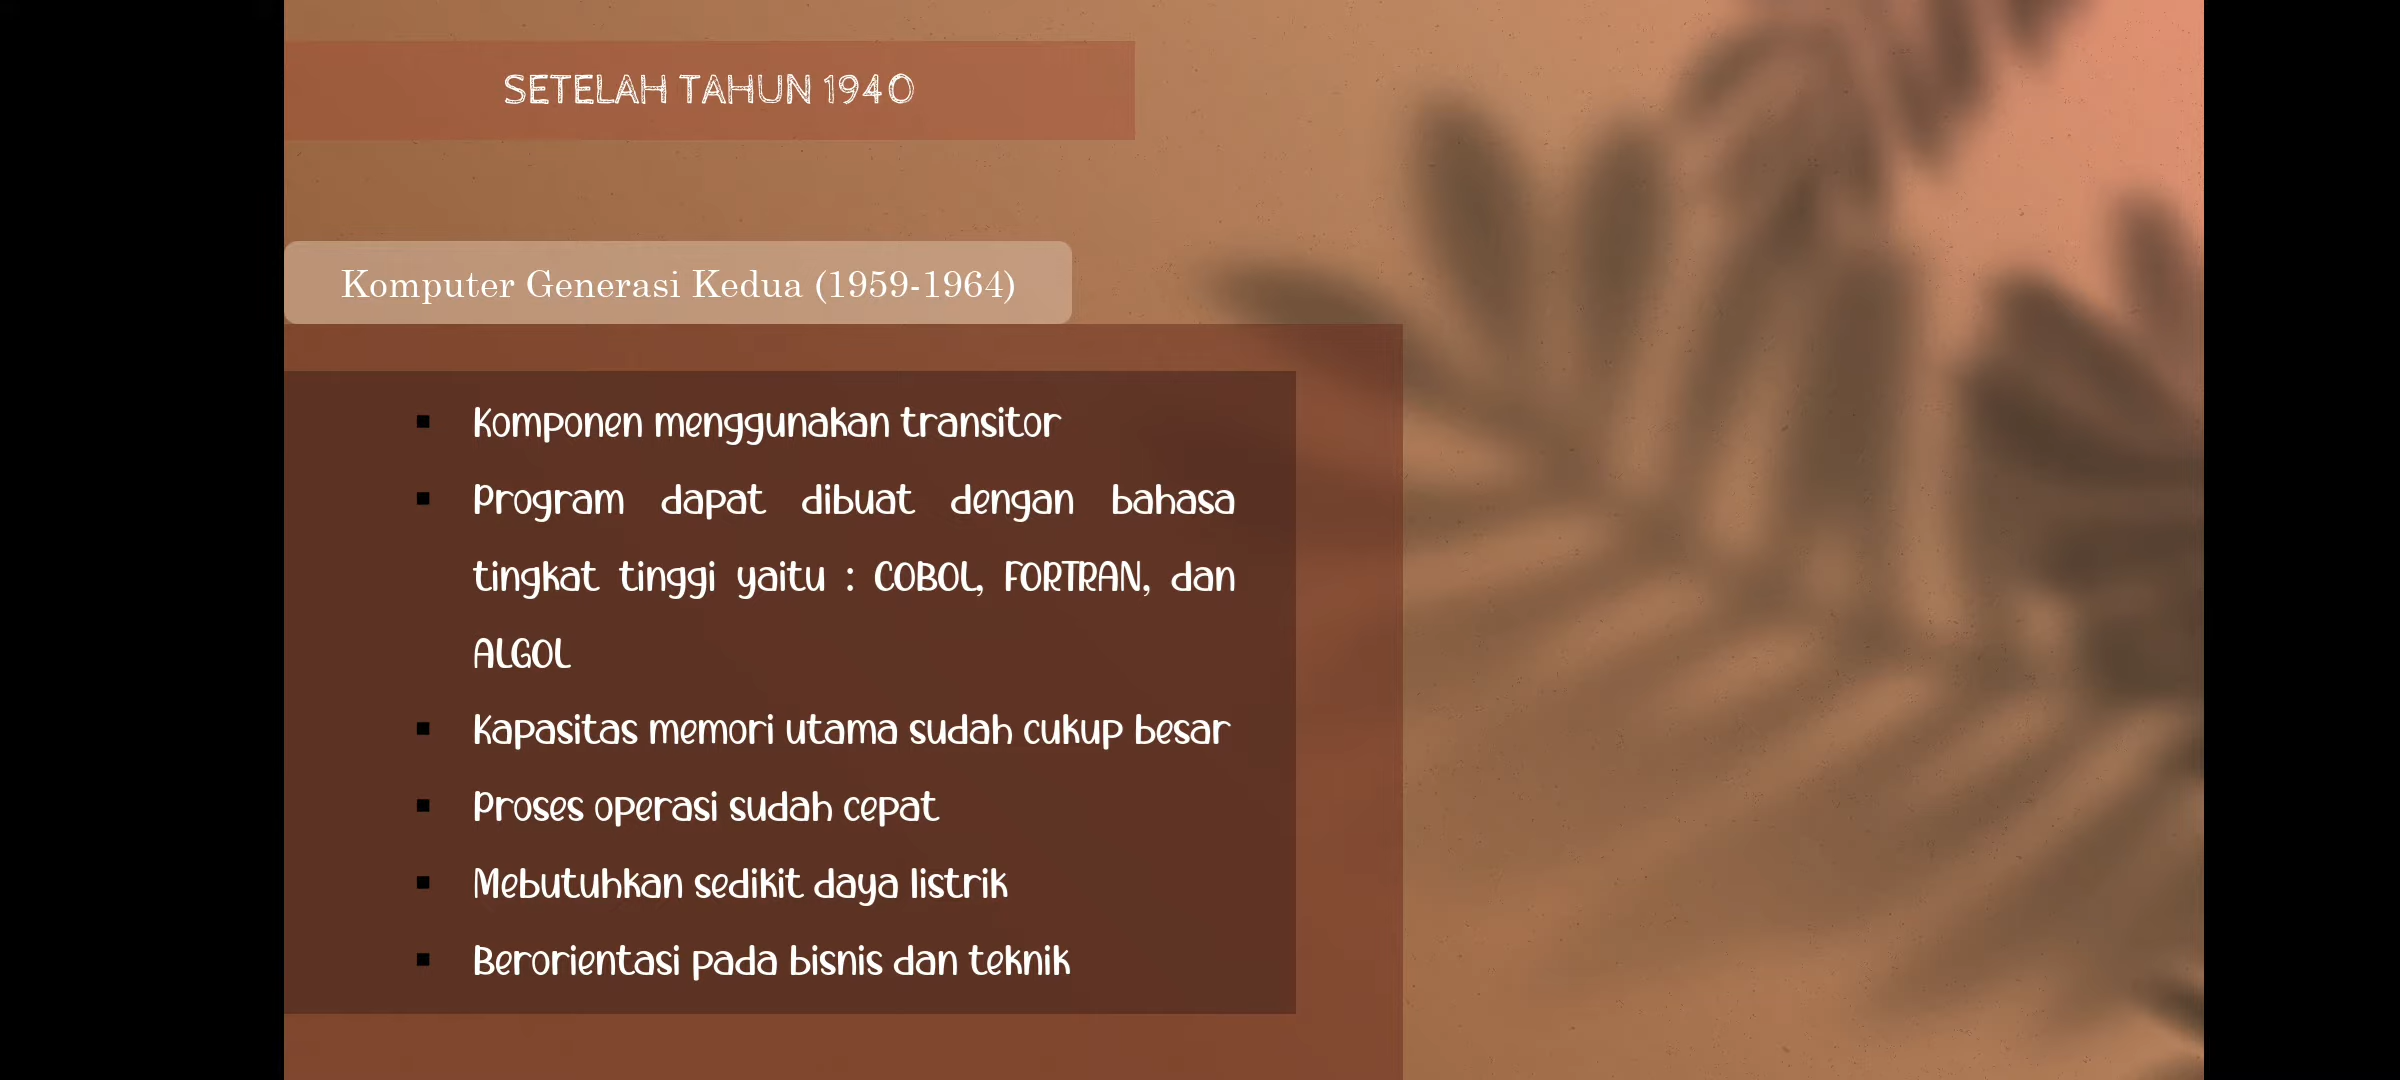 SETELAH TAHUN 1940
Komputer Generasi Kedua (1959-1964)
▪ Komponen menggunakan transitor
▪ Program dapat dibuat dengan bahasa
tingkat tinggi yaitu : COBOL, FORTRAN, dan
ALGOL
▪ Kapasitas memori utama sudah cukup besar
▪ Proses operasi sudah cepat
▪ Mebutuhkan sedikit daya listrik
▪ Berorientasi pada bisnis dan teknik